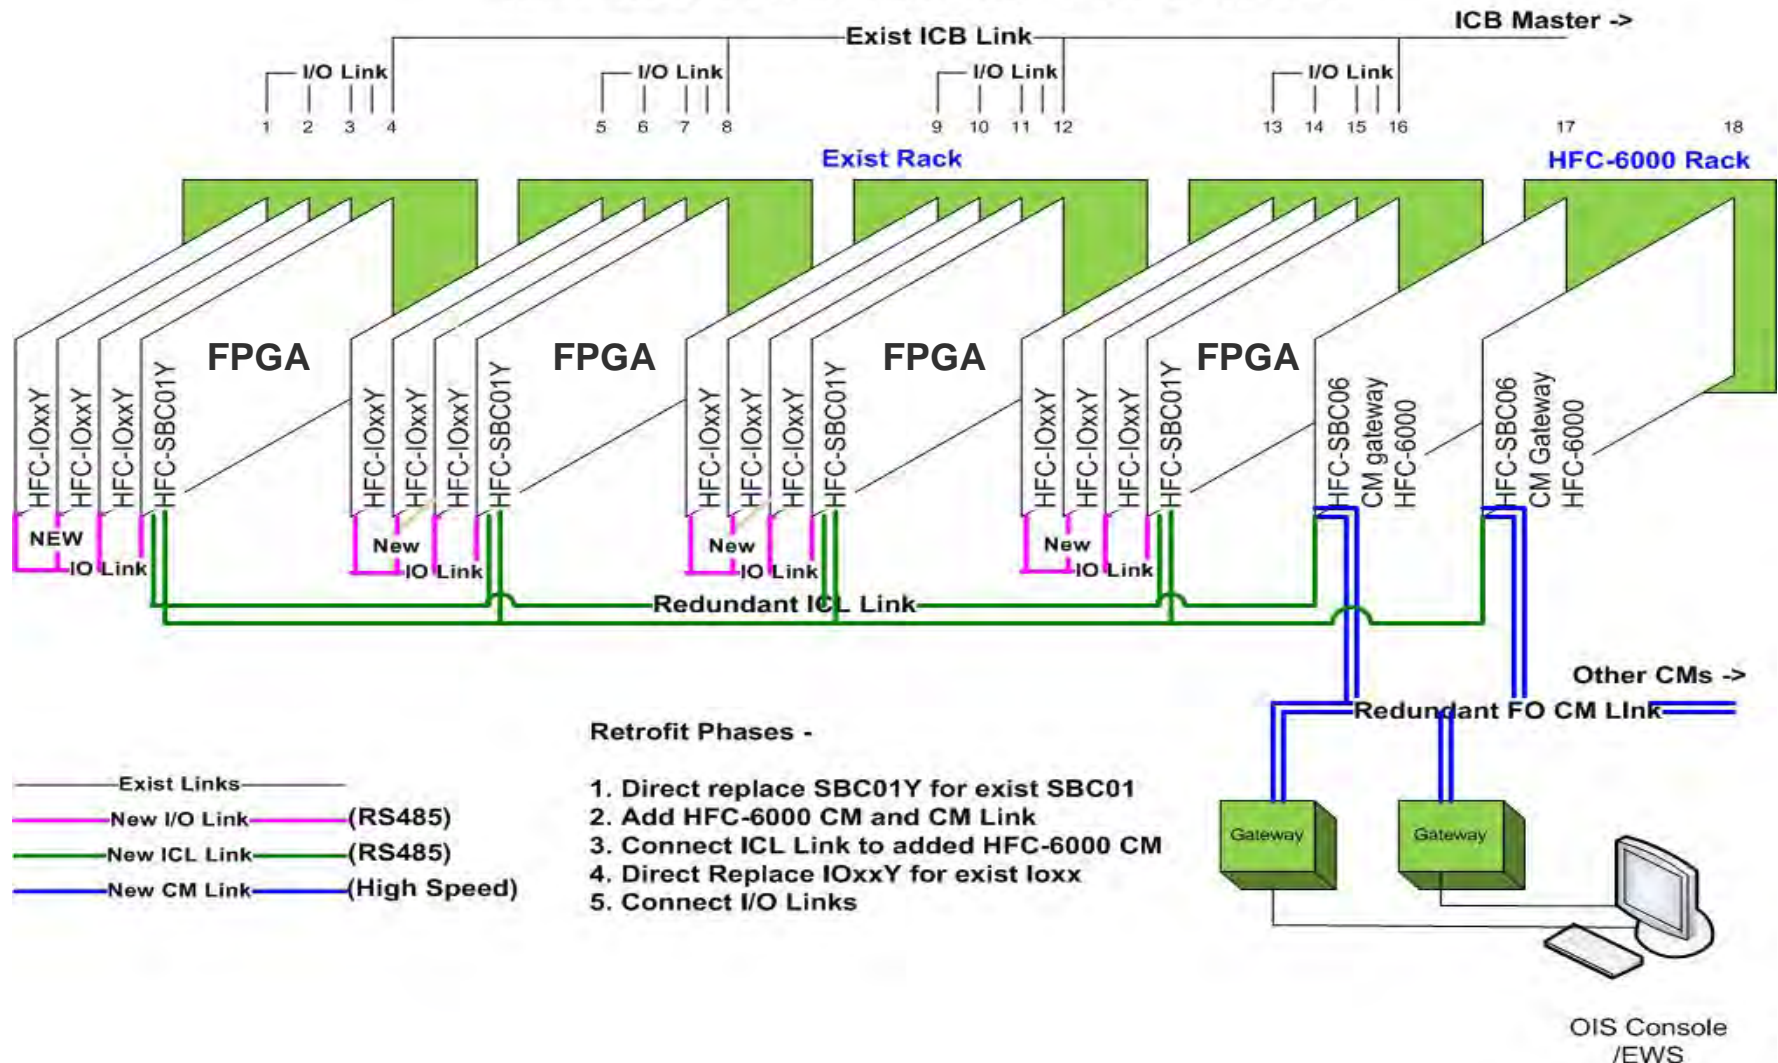 ICB Master ->
Exist ICB Link
I/O Link
I/O Link
I/O Link
I/O Link
1 2 3 4 5 6 7 8 9 10 11 12 13 14 15 16 17 18
Exist Rack
HFC-6000 Rack
FPGA
FPGA
FPGA
FPGA
HFC-IOxxY
HFC-IOxxY
HFC-IOxxY
HFC-SBC01Y
HFC-IOxxY
HFC-IOxxY
HFC-IOxxY
HFC-SBC01Y
HFC-IOxxY
HFC-IOxxY
HFC-IOxxY
HFC-SBC01Y
HFC-IOxxY
HFC-IOxxY
HFC-IOxxY
HFC-SBC01Y
HFC-SBC06
CM gateway
HFC-6000
HFC-SBC06
CM Gateway
HFC-6000
NEW
IO Link
New
IO Link
New
IO Link
New
IO Link
Redundant ICL Link
Other CMs ->
Redundant FO CM LInk
Exist Links
New I/O Link (RS485)
New ICL Link (RS485)
New CM Link (High Speed)
Retrofit Phases -
1. Direct replace SBC01Y for exist SBC01
2. Add HFC-6000 CM and CM Link
3. Connect ICL Link to added HFC-6000 CM
4. Direct Replace IOxxY for exist Ioxx
5. Connect I/O Links
Gateway
Gateway
OIS Console
/EWS